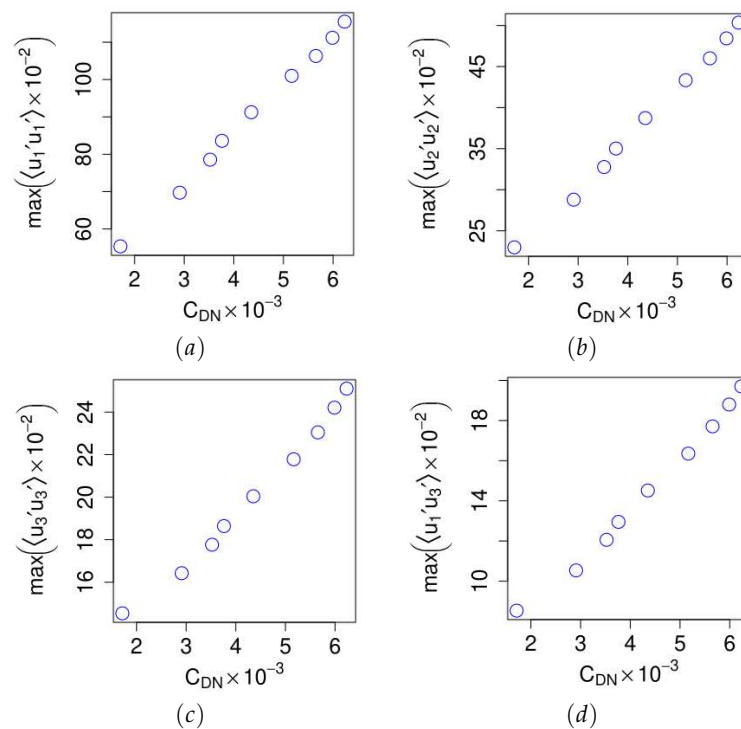 max(⟨u₁′u₁′⟩×10⁻²)
60 80 100
2 3 4 5 6
C_DN×10⁻³
(a)
max(⟨u₂′u₂′⟩×10⁻²)
25 35 45
2 3 4 5 6
C_DN×10⁻³
(b)
max(⟨u₃′u₃′⟩×10⁻²)
16 18 20 22 24
2 3 4 5 6
C_DN×10⁻³
(c)
max(⟨u₁′u₃′⟩×10⁻²)
10 14 18
2 3 4 5 6
C_DN×10⁻³
(d)